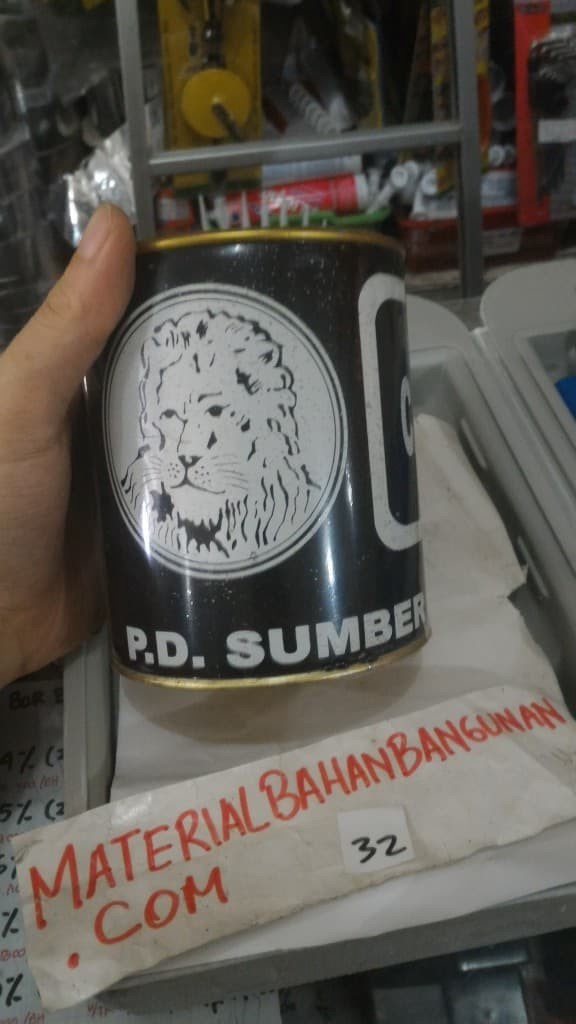 C
P.D. SUMBER
MATERIALBAHANBANGUNAN
.COM
32